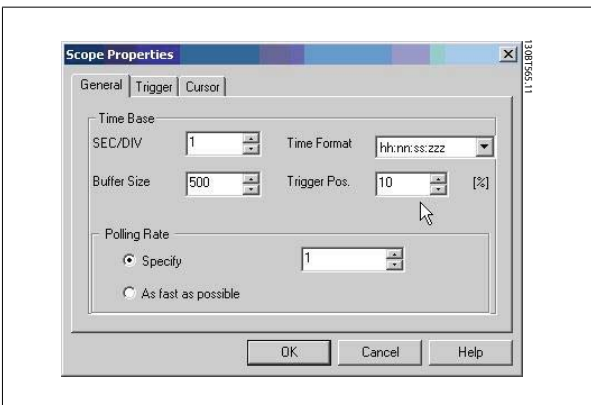 Scope Properties
General Trigger Cursor
Time Base
SEC/DIV 1 Time Format hh:nn:ss:zzz
Buffer Size 500 Trigger Pos. 10 [%]
Polling Rate
Specify 1
As fast as possible
OK Cancel Help
130BT565.11